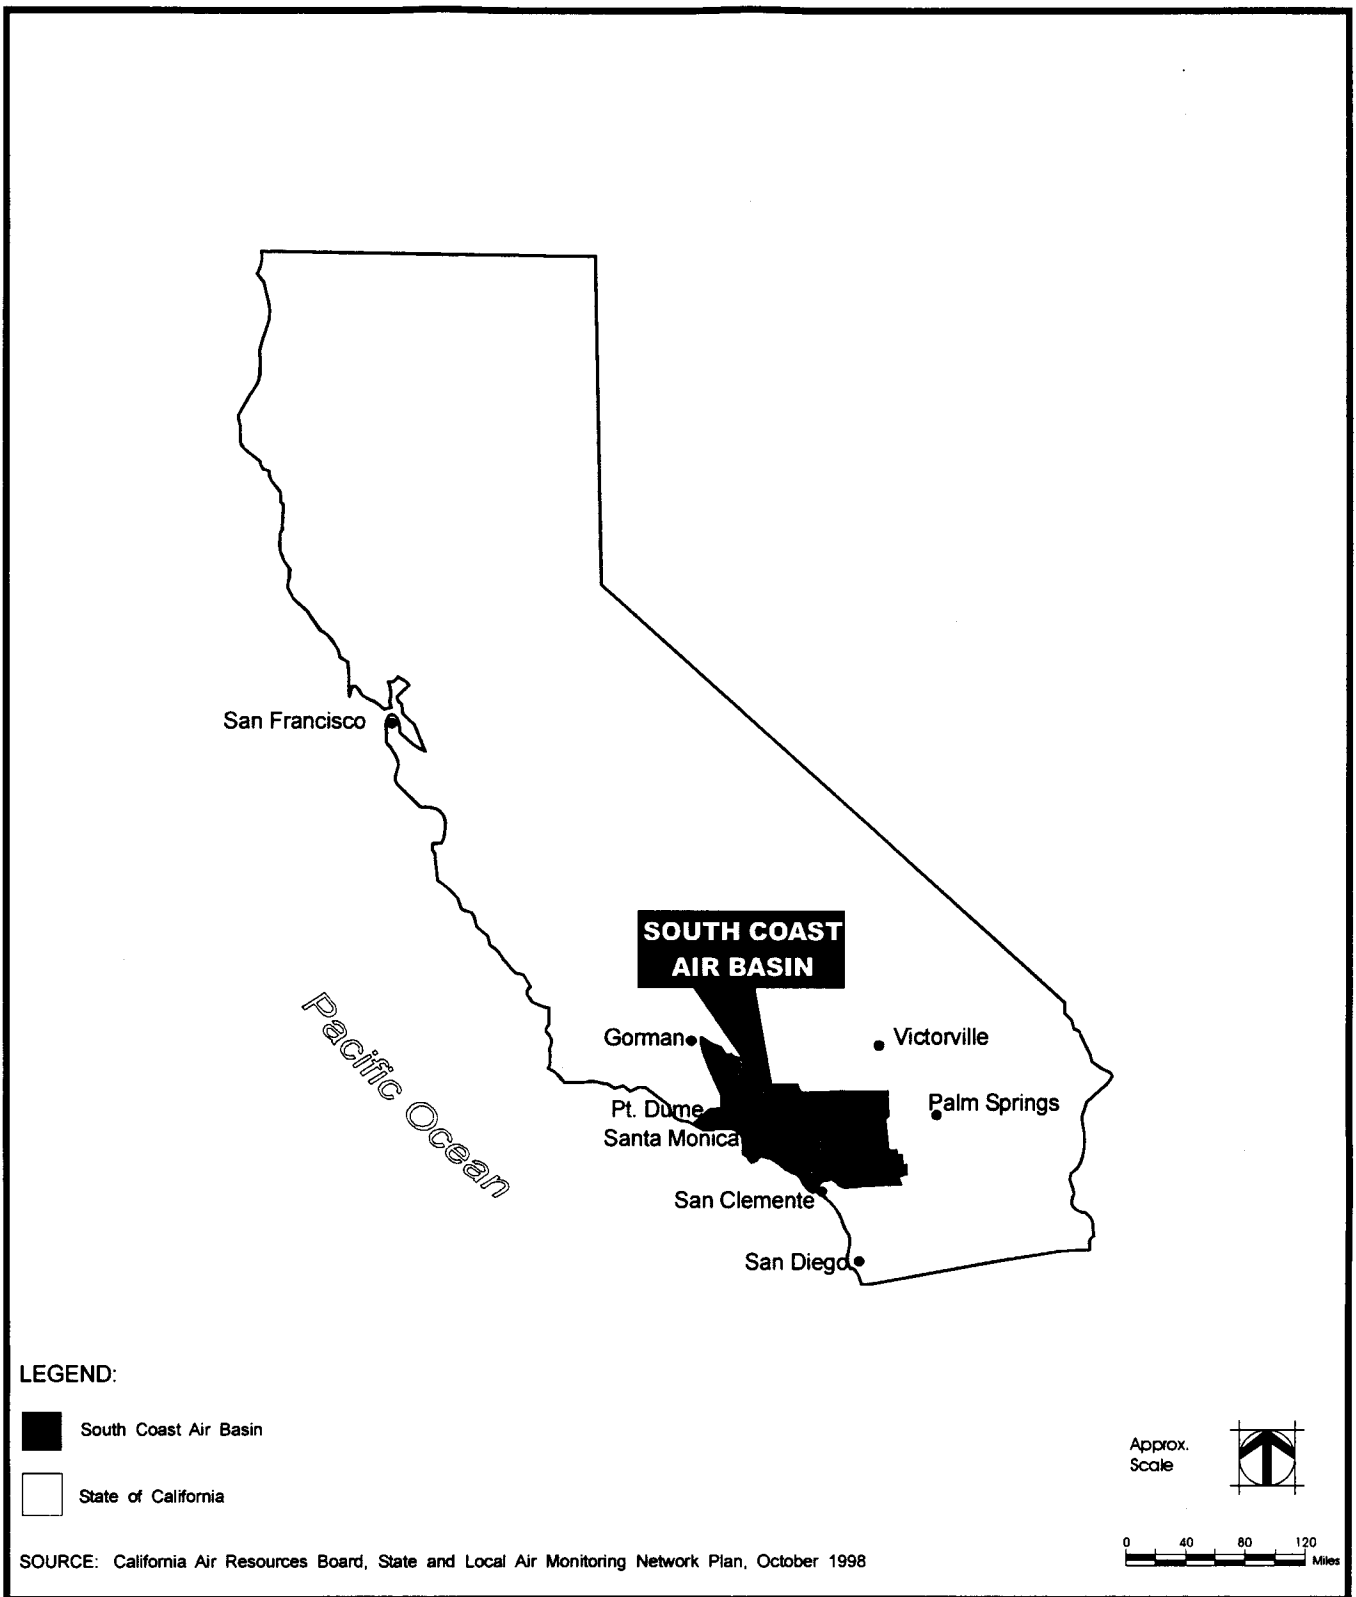 San Francisco
SOUTH COAST
AIR BASIN
Gorman
Victorville
Pacific Ocean
Pt. Dume
Palm Springs
Santa Monica
San Clemente
San Diego
LEGEND:
South Coast Air Basin
State of California
Approx.
Scale
0 40 80 120
Miles
SOURCE: California Air Resources Board, State and Local Air Monitoring Network Plan, October 1998